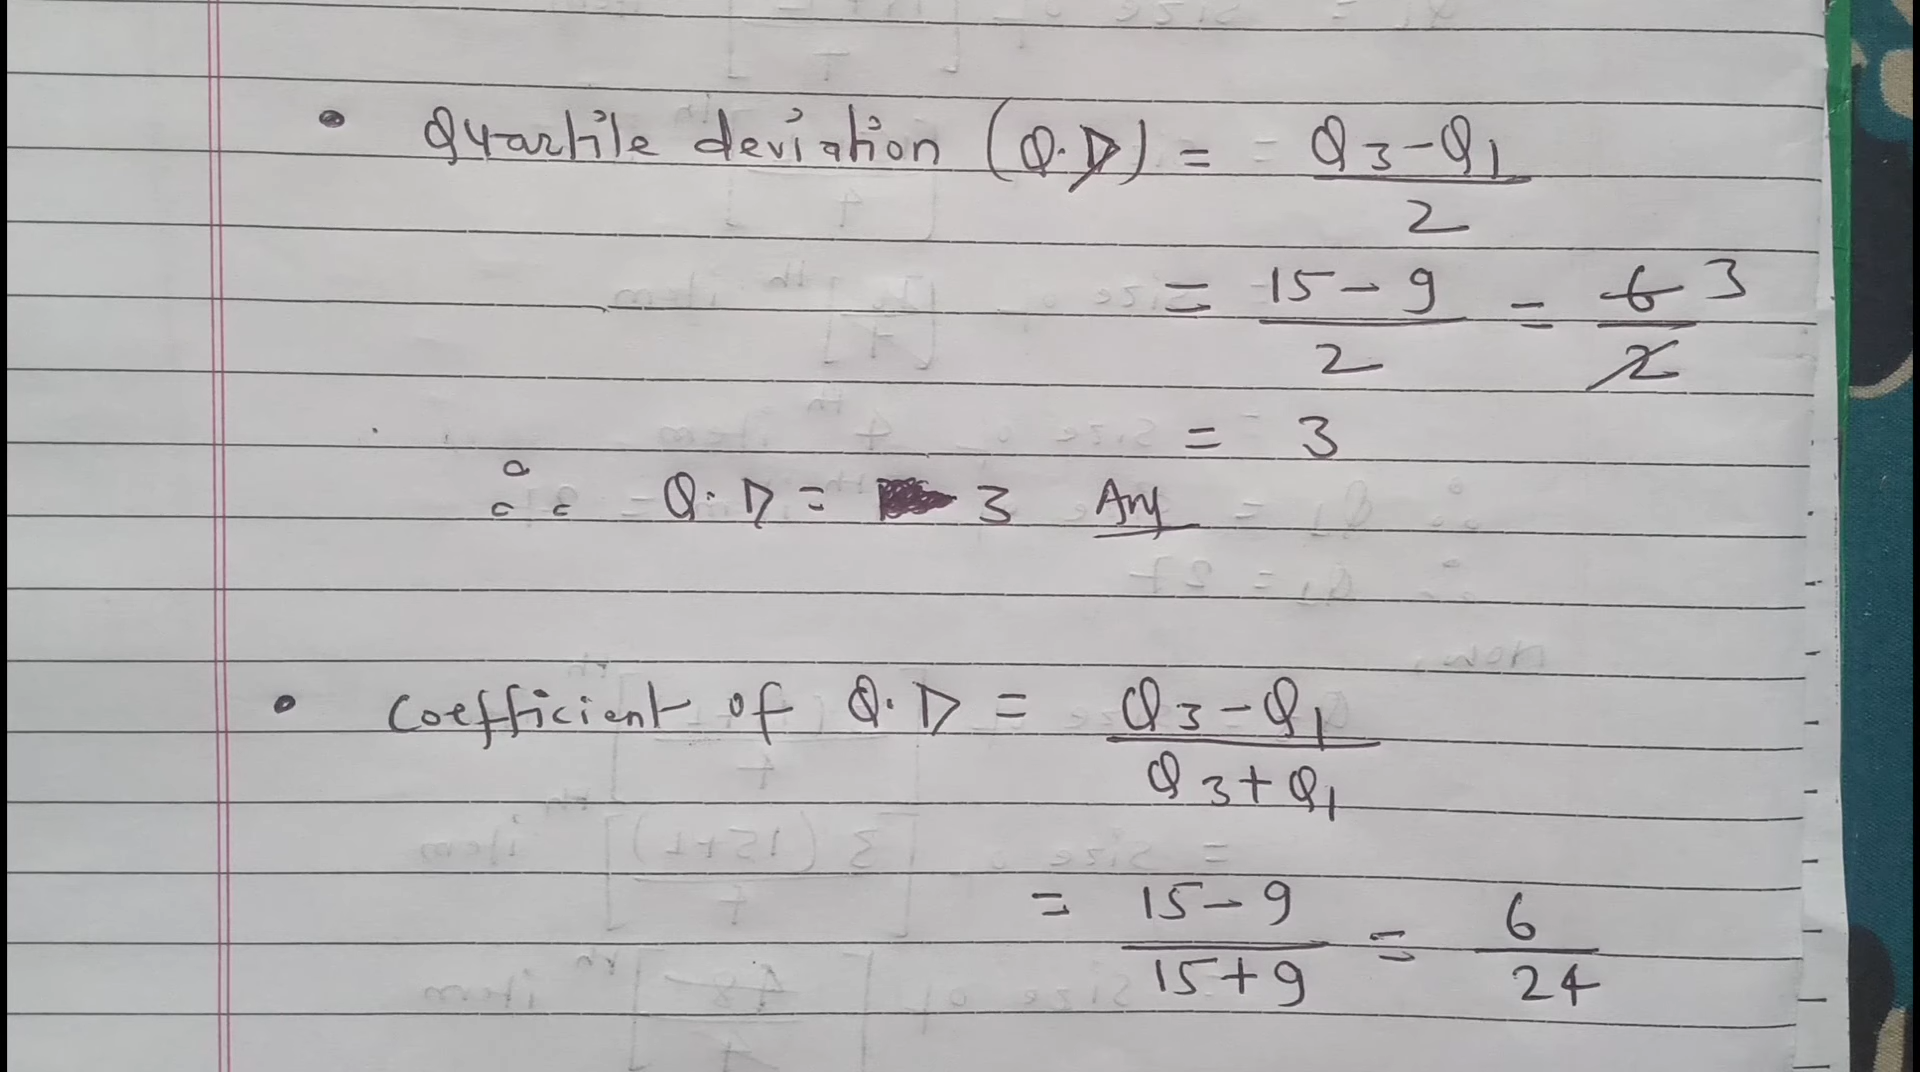 • Quartile deviation (Q.D) = Q3-Q1/2
= 15-9/2 = 6/2 3
= 3
∴ Q.D = 3 Ans
• Coefficient of Q.D = Q3-Q1/Q3+Q1
= 15-9/15+9 = 6/24